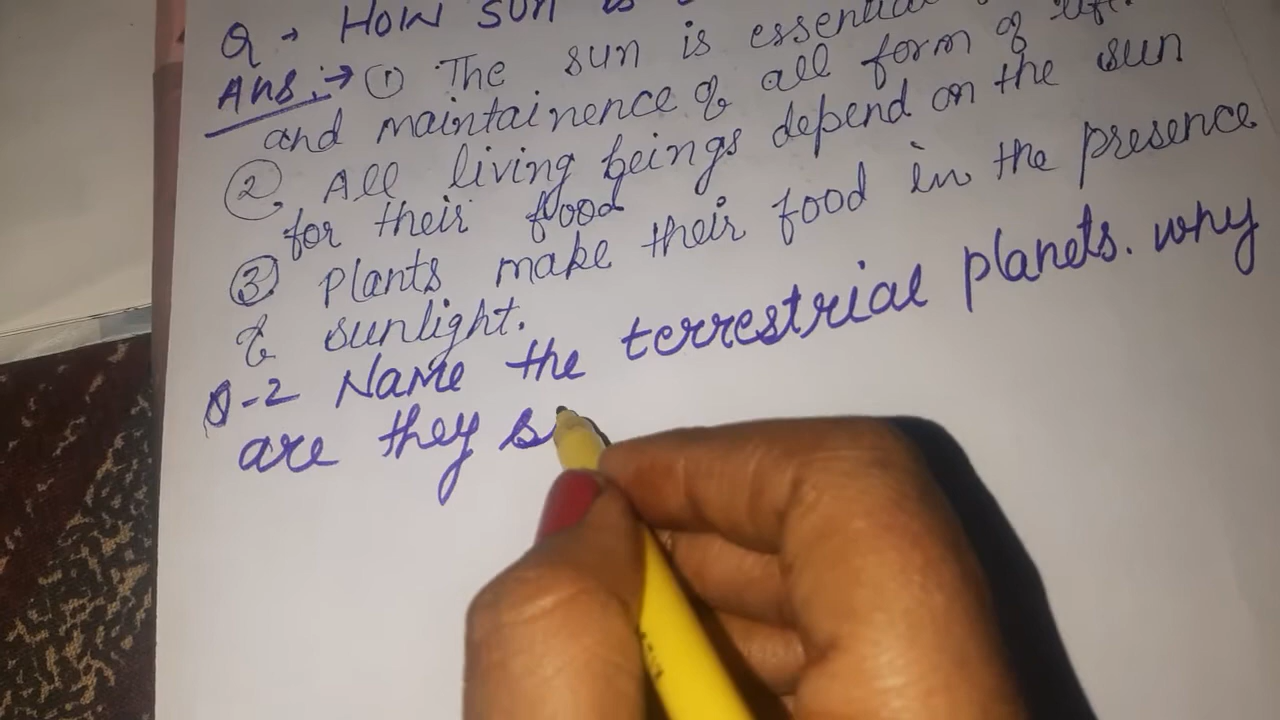 Q → How sun is
Ans :→ ① The sun is essential
and maintainence of all form of life.
②. All living beings depend on the sun
for their food
③ Plants make their food in the presence
of sunlight.
Q-2 Name the terrestrial planets. why
are they s